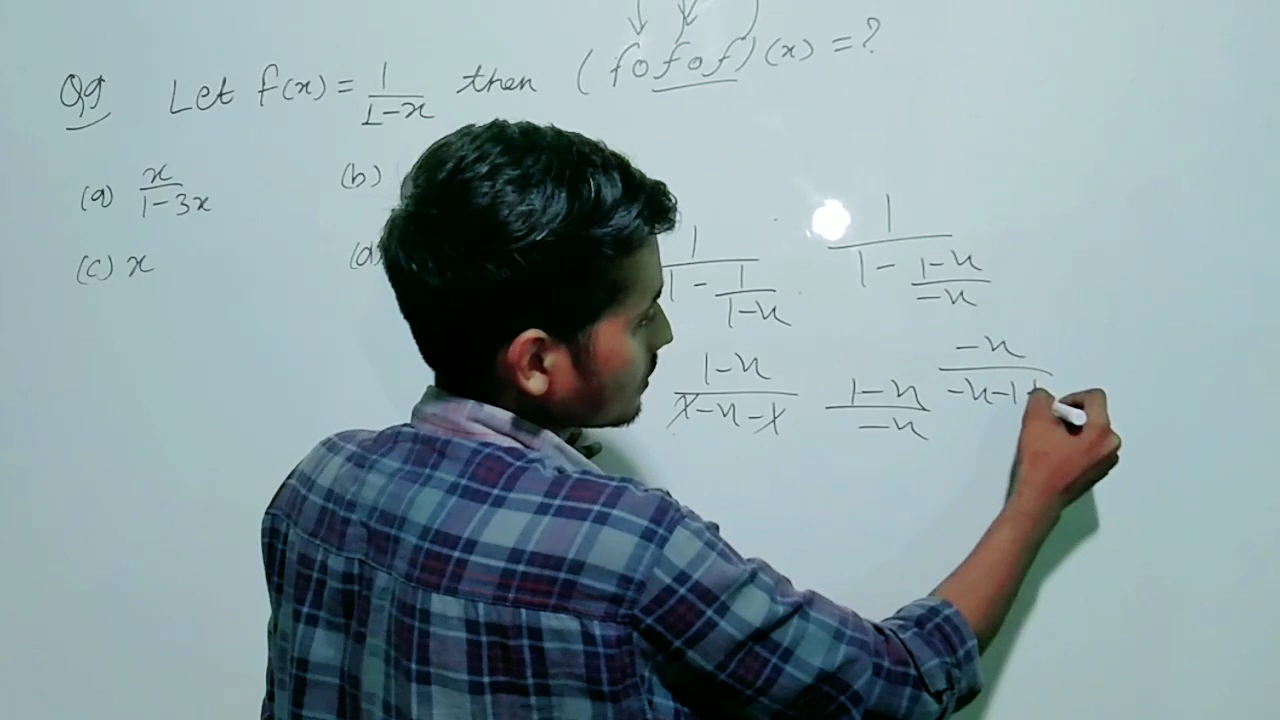 Q9 Let f(x) = 1/(1-x) then (fofof)(x) = ?
(a) x/(1-3x) (b)
(c) x (d)
1/(1 - 1/(1-x)) 1/(1 - (1-x)/(-x))
(1-x)/(1-x-1) (1-x)/(-x) -x/(-x-1+